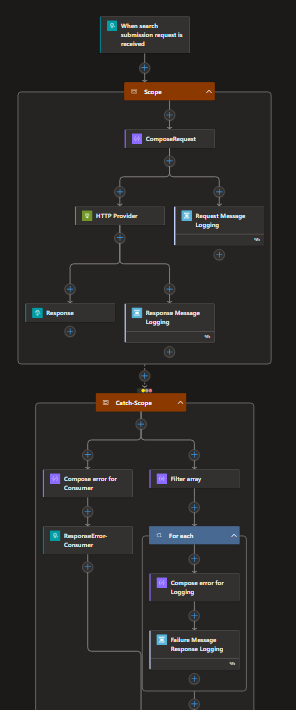 When search
submission request is
received
Scope
ComposeRequest
HTTP Provider
Request Message
Logging
Response
Response Message
Logging
Catch-Scope
Compose error for
Consumer
Filter array
ResponseError-
Consumer
For each
Compose error for
Logging
Failure Message
Response Logging